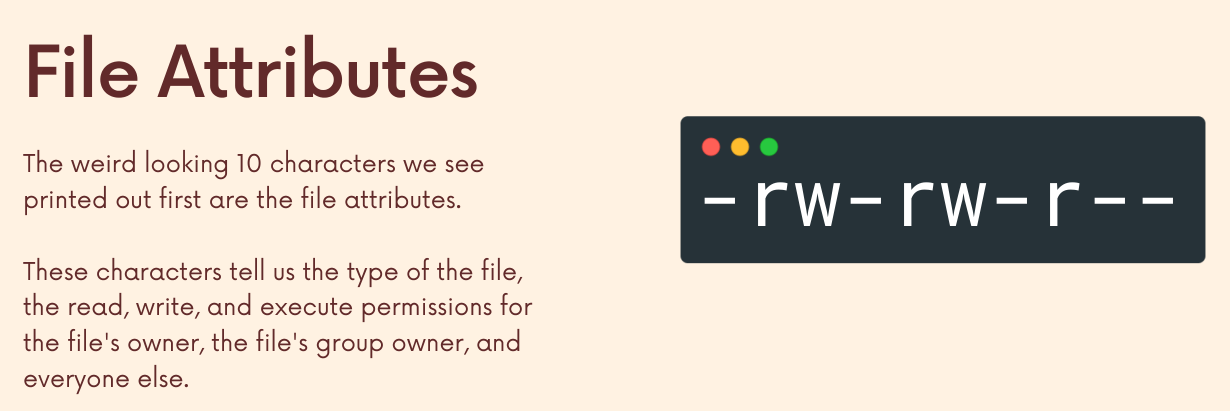 File Attributes
The weird looking 10 characters we see
printed out first are the file attributes.
These characters tell us the type of the file,
the read, write, and execute permissions for
the file's owner, the file's group owner, and
everyone else.
-rw-rw-r--